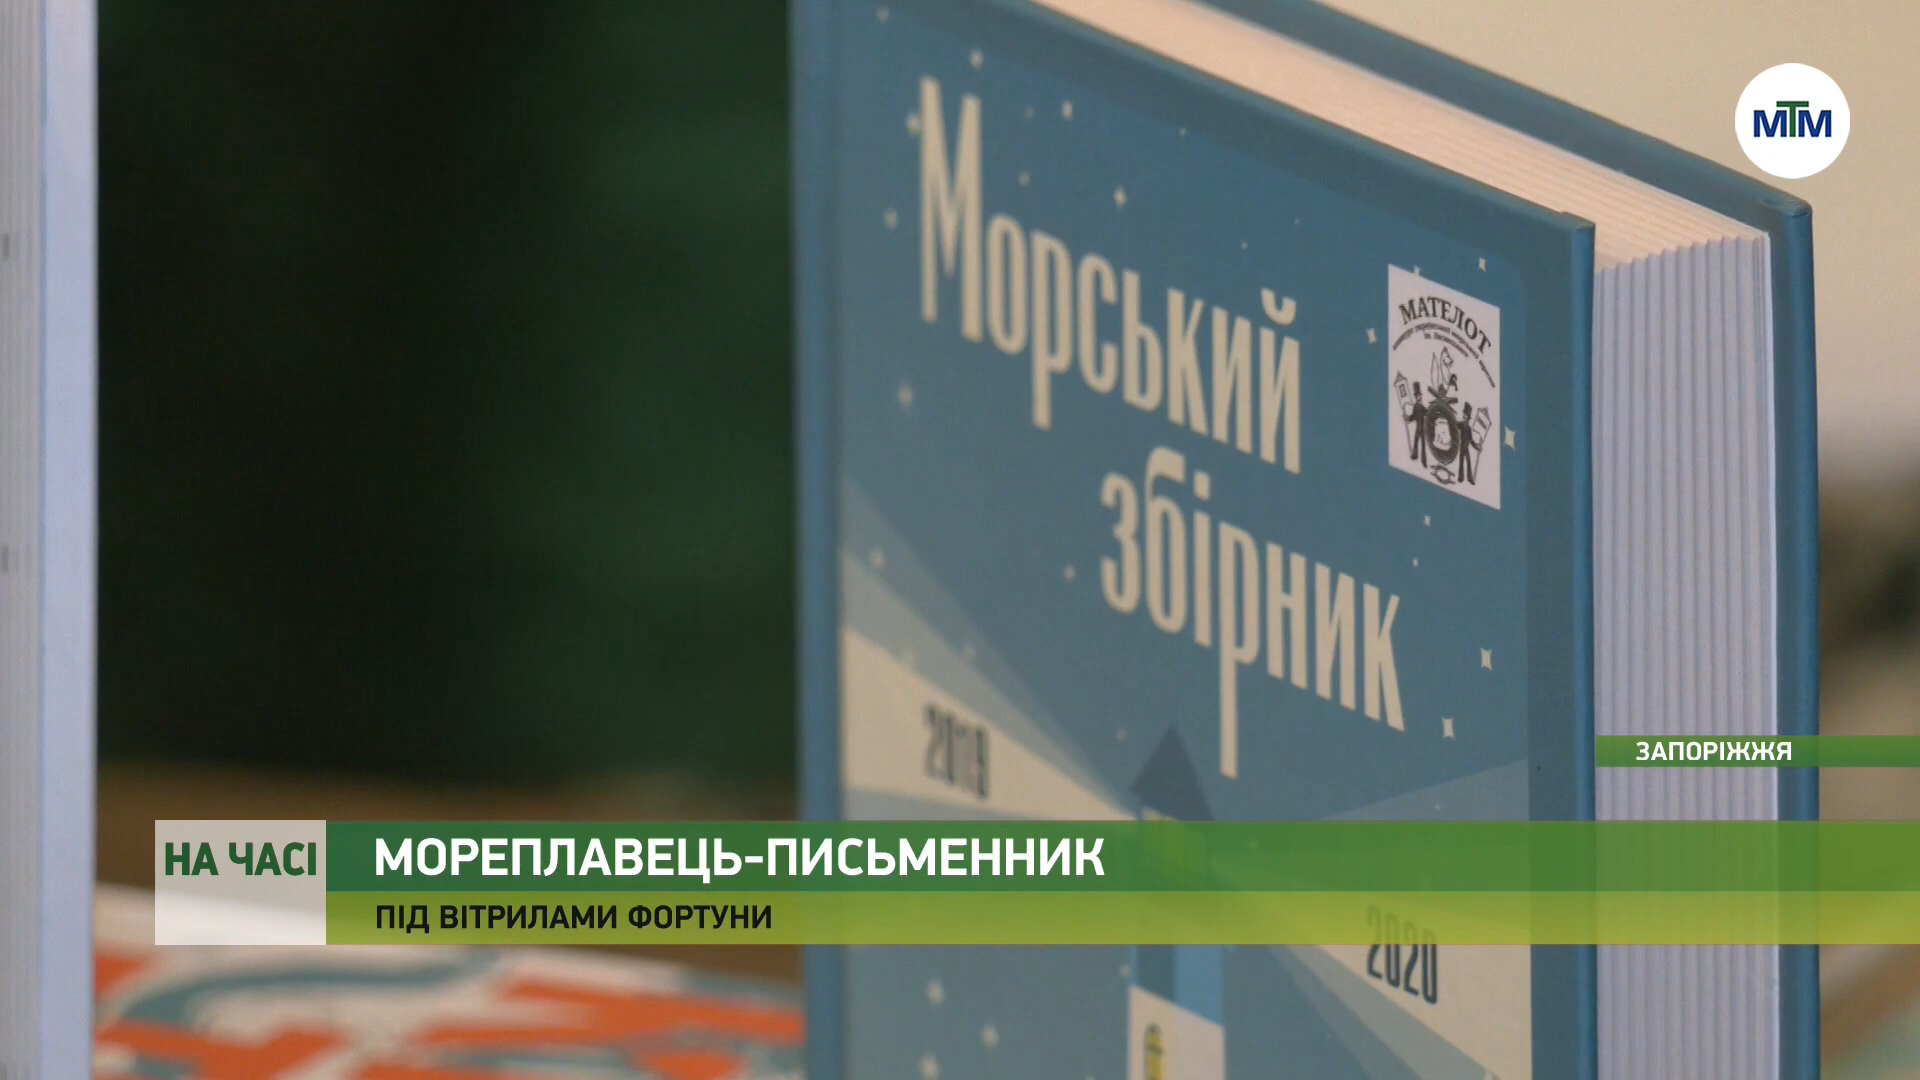 МТМ
Морський
збірник
МАТЕЛОТ
2019
2020
ЗАПОРІЖЖЯ
НА ЧАСІ
МОРЕПЛАВЕЦЬ-ПИСЬМЕННИК
ПІД ВІТРИЛАМИ ФОРТУНИ